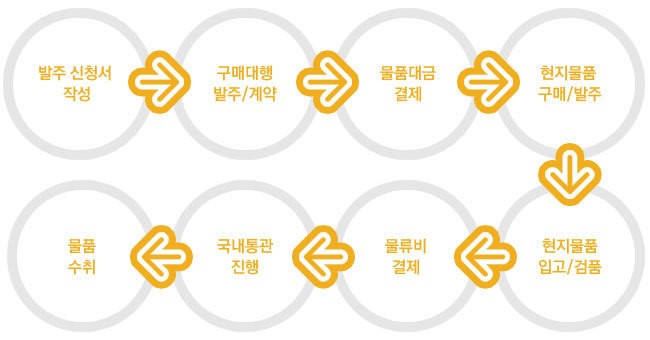 발주 신청서
작성
구매대행
발주/계약
물품대금
결제
현지물품
구매/발주
현지물품
입고/검품
물류비
결제
국내통관
진행
물품
수취